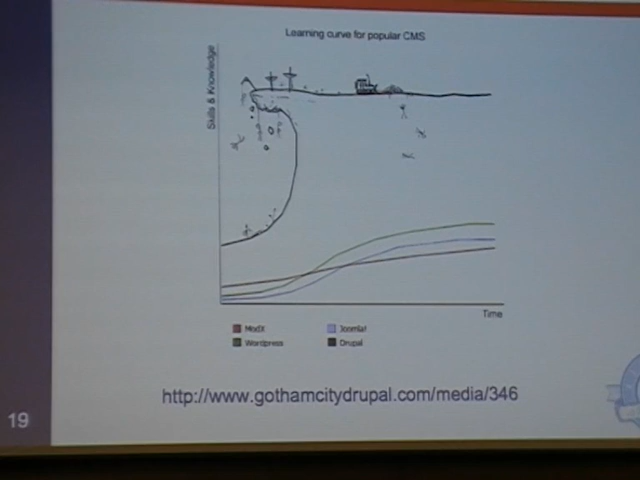 Learning curve for popular CMS
Skills & Knowledge
Time
ModX
Joomla!
Wordpress
Drupal
http://www.gothamcitydrupal.com/media/346
19